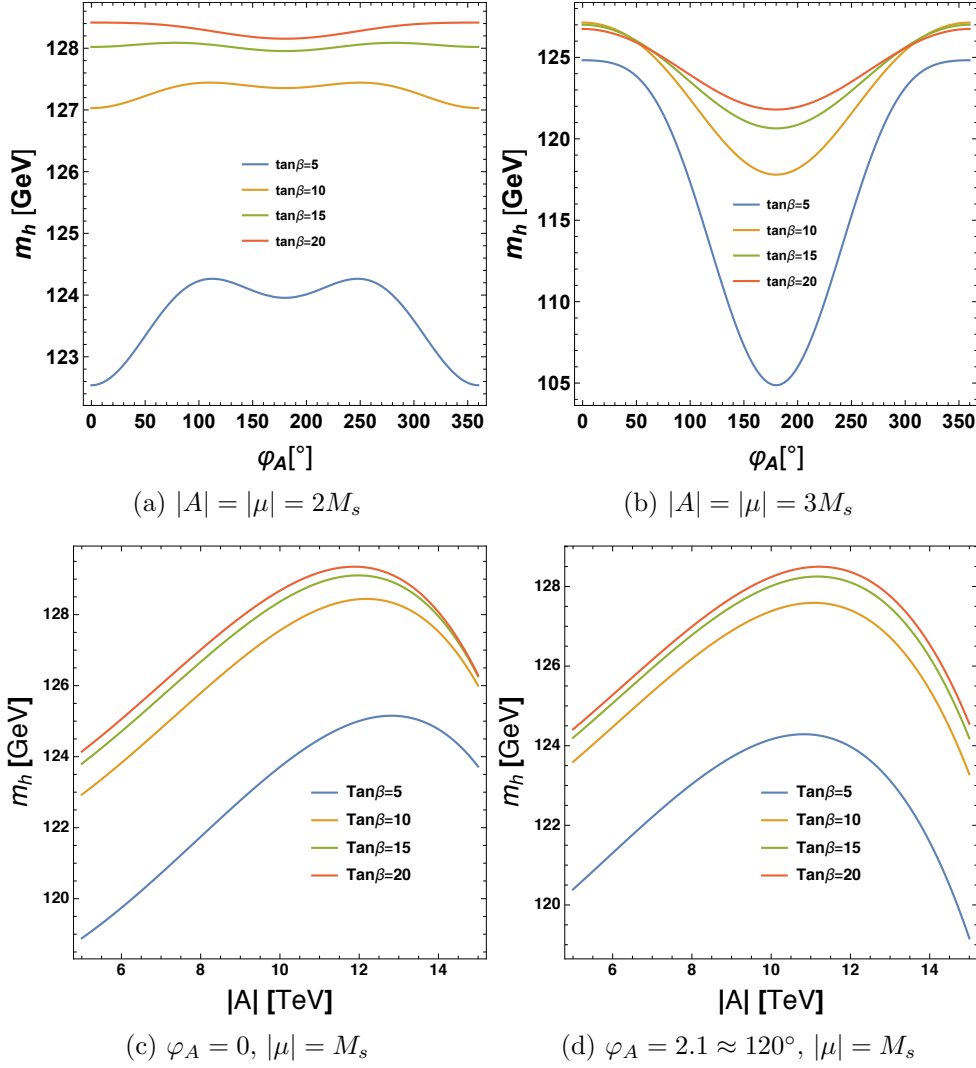 128
127
126
125
124
123
m_h [GeV]
tanβ=5
tanβ=10
tanβ=15
tanβ=20
0 50 100 150 200 250 300 350
φ_A[°]
(a) |A| = |μ| = 2M_s
125
120
115
110
105
m_h [GeV]
tanβ=5
tanβ=10
tanβ=15
tanβ=20
0 50 100 150 200 250 300 350
φ_A[°]
(b) |A| = |μ| = 3M_s
128
126
124
122
120
m_h [GeV]
Tanβ=5
Tanβ=10
Tanβ=15
Tanβ=20
6 8 10 12 14
|A| [TeV]
(c) φ_A = 0, |μ| = M_s
128
126
124
122
120
m_h [GeV]
Tanβ=5
Tanβ=10
Tanβ=15
Tanβ=20
6 8 10 12 14
|A| [TeV]
(d) φ_A = 2.1 ≈ 120°, |μ| = M_s